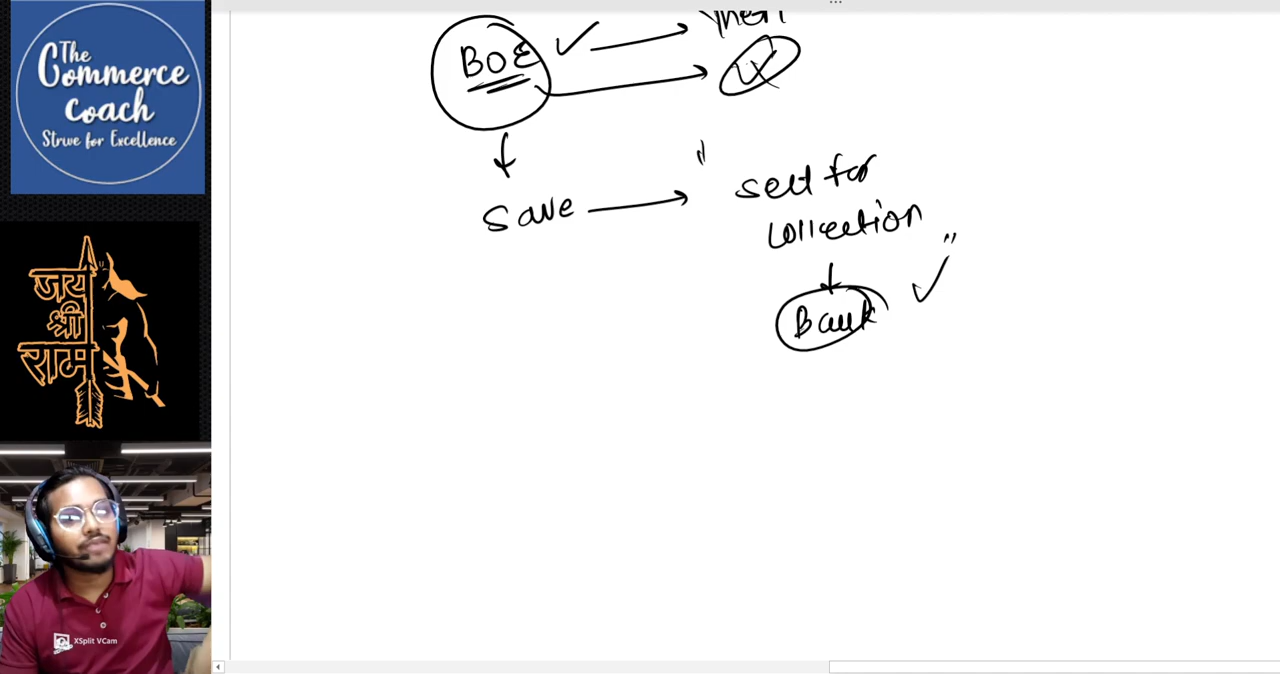 The
Commerce
Coach
Strive for Excellence
जय
श्री
राम
XSplit VCam
BOE
Save
sent for
collection
Bank